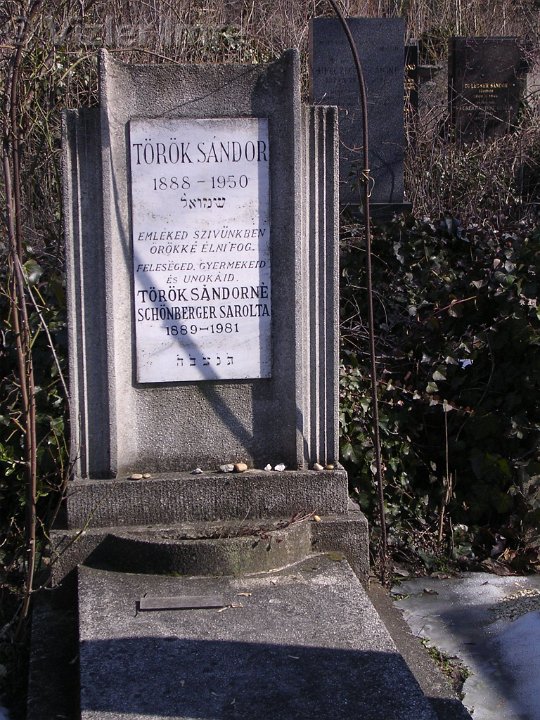 TÖRÖK SÁNDOR
1888 – 1950
שמואל
EMLÉKED SZIVÜNKBEN
ÖRÖKKÉ ÉLNI FOG.
FELESÉGED, GYERMEKEID
ÉS UNOKÁID.
TÖRÖK SÁNDORNÉ
SCHÖNBERGER SAROLTA
1889–1981
תנצבה